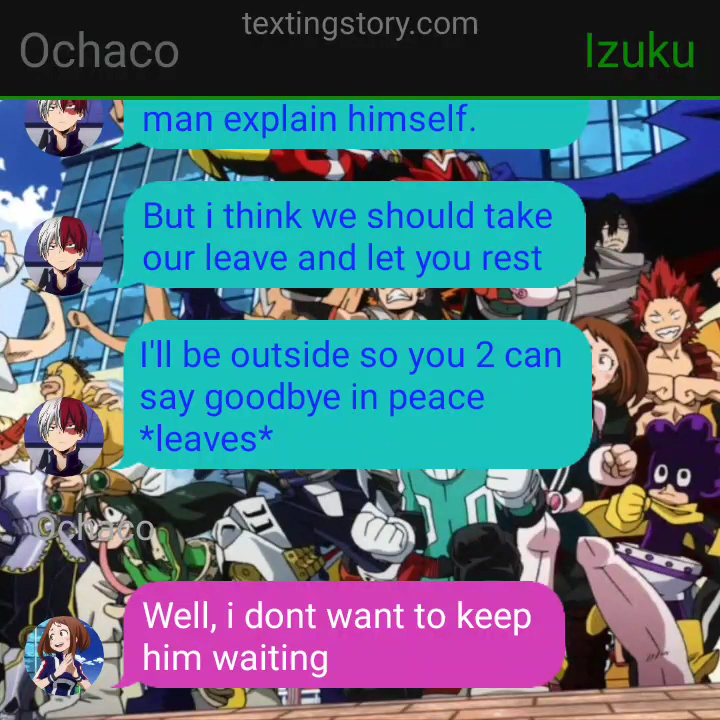 textingstory.com
Ochaco
Izuku
man explain himself.
But i think we should take
our leave and let you rest
I'll be outside so you 2 can
say goodbye in peace
*leaves*
Ochaco
Well, i dont want to keep
him waiting